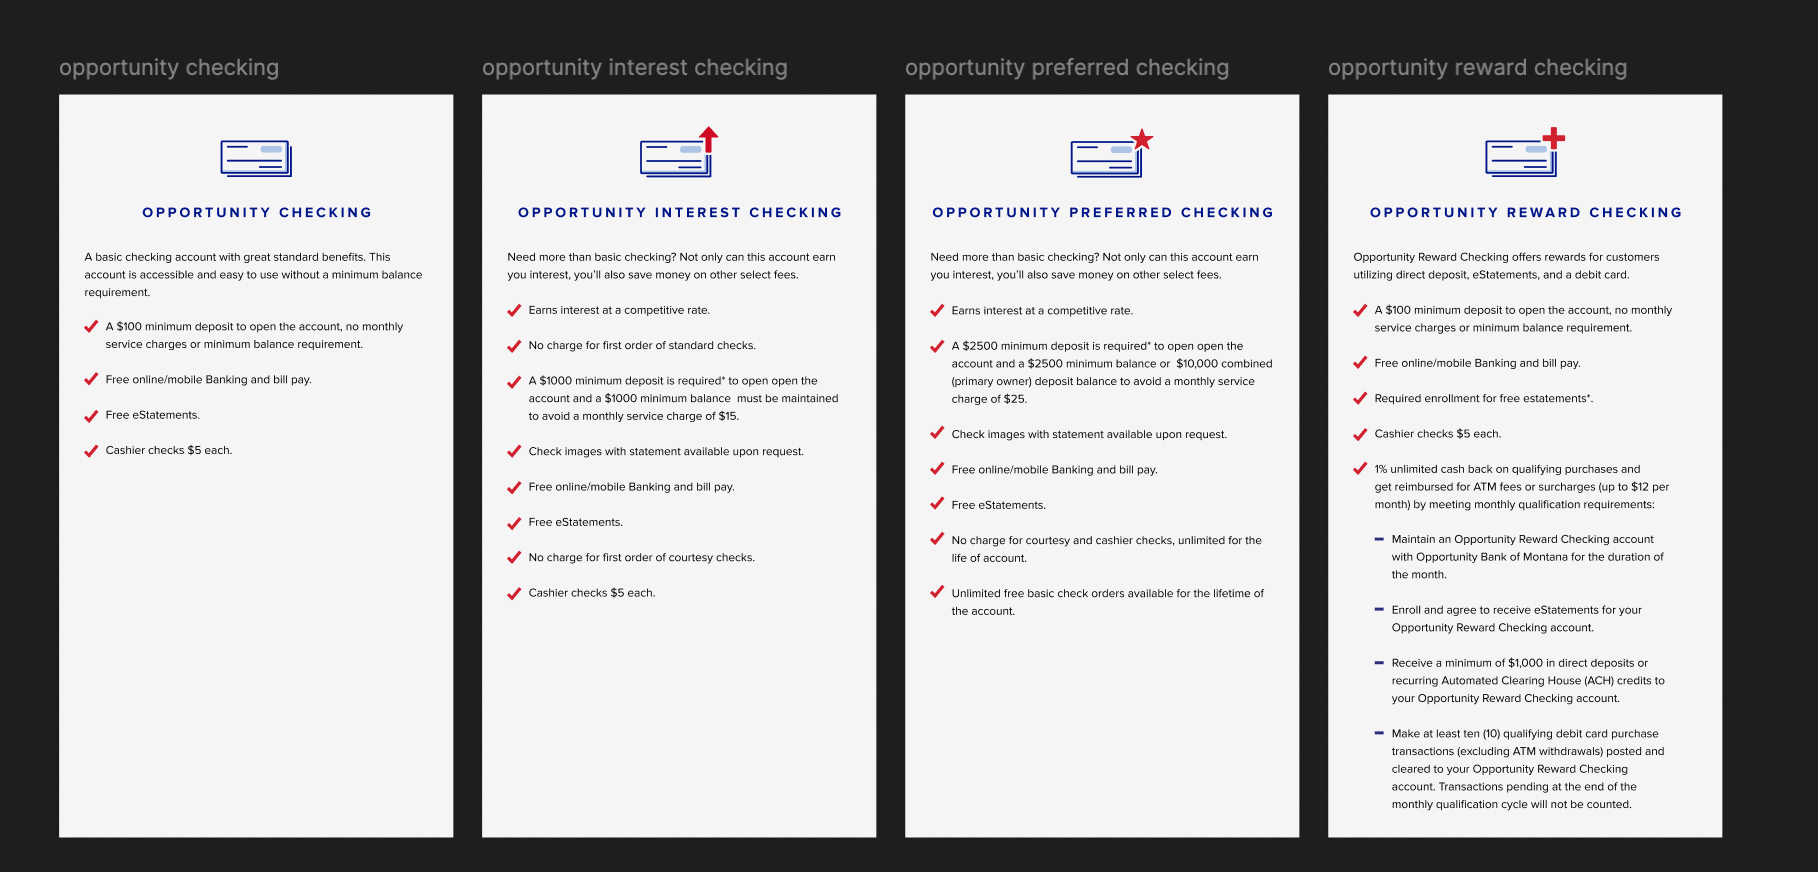 opportunity checking
OPPORTUNITY CHECKING
A basic checking account with great standard benefits. This
account is accessible and easy to use without a minimum balance
requirement.
A $100 minimum deposit to open the account, no monthly
service charges or minimum balance requirement.
Free online/mobile Banking and bill pay.
Free eStatements.
Cashier checks $5 each.
opportunity interest checking
OPPORTUNITY INTEREST CHECKING
Need more than basic checking? Not only can this account earn
you interest, you'll also save money on other select fees.
Earns interest at a competitive rate.
No charge for first order of standard checks.
A $1000 minimum deposit is required* to open open the
account and a $1000 minimum balance  must be maintained
to avoid a monthly service charge of $15.
Check images with statement available upon request.
Free online/mobile Banking and bill pay.
Free eStatements.
No charge for first order of courtesy checks.
Cashier checks $5 each.
opportunity preferred checking
OPPORTUNITY PREFERRED CHECKING
Need more than basic checking? Not only can this account earn
you interest, you'll also save money on other select fees.
Earns interest at a competitive rate.
A $2500 minimum deposit is required* to open open the
account and a $2500 minimum balance or  $10,000 combined
(primary owner) deposit balance to avoid a monthly service
charge of $25.
Check images with statement available upon request.
Free online/mobile Banking and bill pay.
Free eStatements.
No charge for courtesy and cashier checks, unlimited for the
life of account.
Unlimited free basic check orders available for the lifetime of
the account.
opportunity reward checking
OPPORTUNITY REWARD CHECKING
Opportunity Reward Checking offers rewards for customers
utilizing direct deposit, eStatements, and a debit card.
A $100 minimum deposit to open the account, no monthly
service charges or minimum balance requirement.
Free online/mobile Banking and bill pay.
Required enrollment for free estatements*.
Cashier checks $5 each.
1% unlimited cash back on qualifying purchases and
get reimbursed for ATM fees or surcharges (up to $12 per
month) by meeting monthly qualification requirements:
Maintain an Opportunity Reward Checking account
with Opportunity Bank of Montana for the duration of
the month.
Enroll and agree to receive eStatements for your
Opportunity Reward Checking account.
Receive a minimum of $1,000 in direct deposits or
recurring Automated Clearing House (ACH) credits to
your Opportunity Reward Checking account.
Make at least ten (10) qualifying debit card purchase
transactions (excluding ATM withdrawals) posted and
cleared to your Opportunity Reward Checking
account. Transactions pending at the end of the
monthly qualification cycle will not be counted.